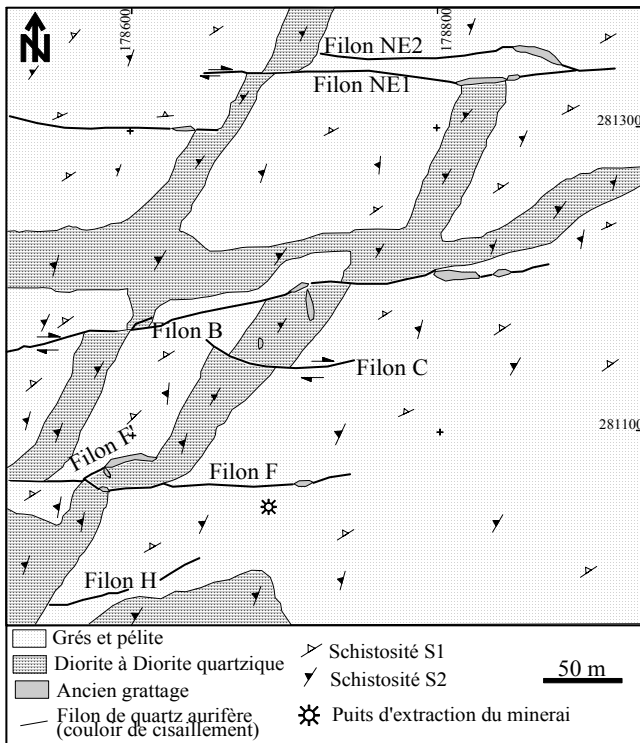 178600
178800
N
Filon NE2
Filon NE1
281300
Filon B
Filon C
281100
Filon F'
Filon F
Filon H
Grés et pélite
Diorite à Diorite quartzique
Ancien grattage
Filon de quartz aurifère
(couloir de cisaillement)
Schistosité S1
Schistosité S2
50 m
Puits d'extraction du minerai